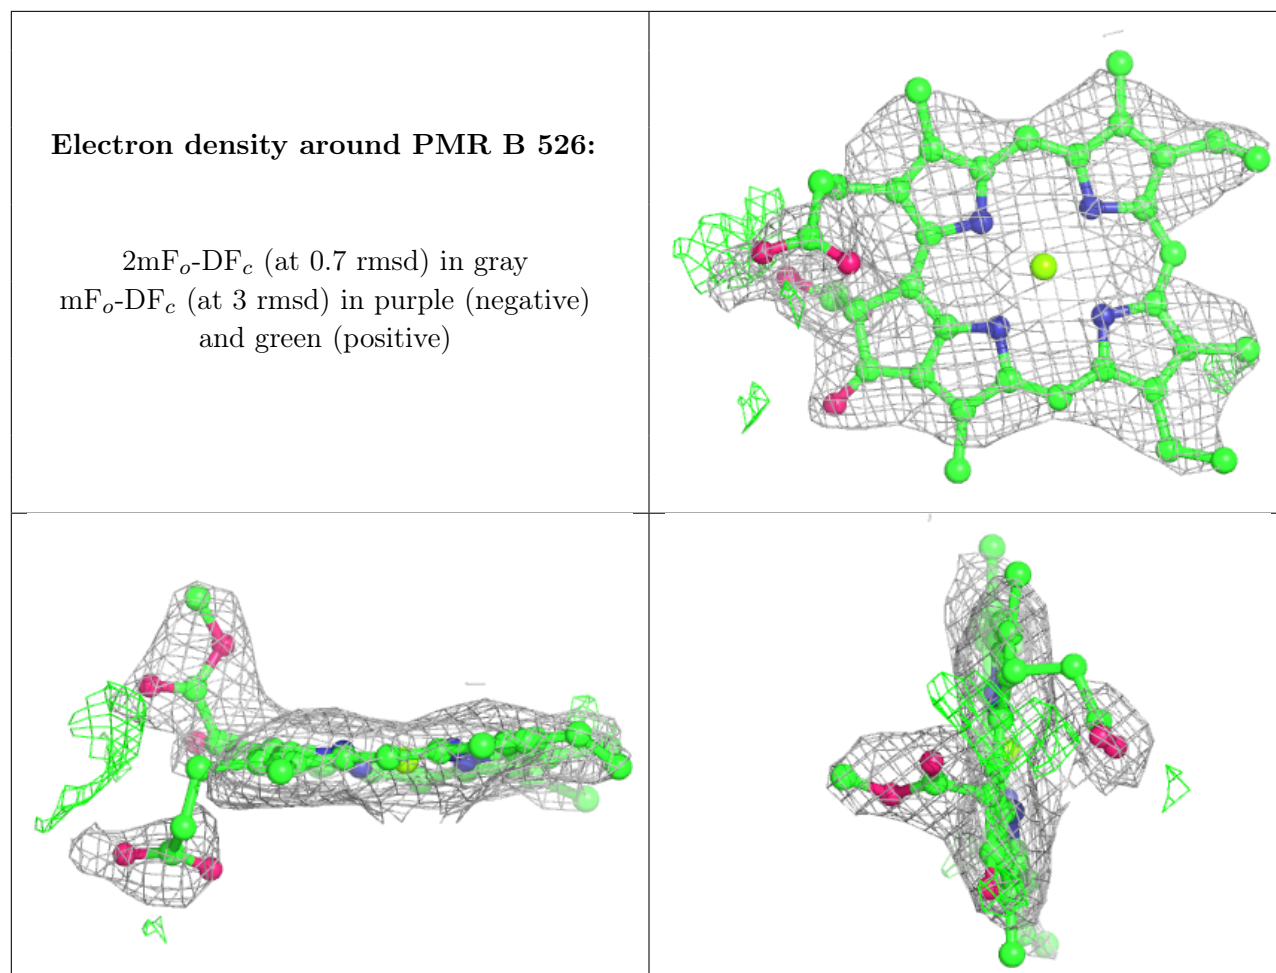 Electron density around PMR B 526:
2mFo-DFc (at 0.7 rmsd) in gray
mFo-DFc (at 3 rmsd) in purple (negative)
and green (positive)